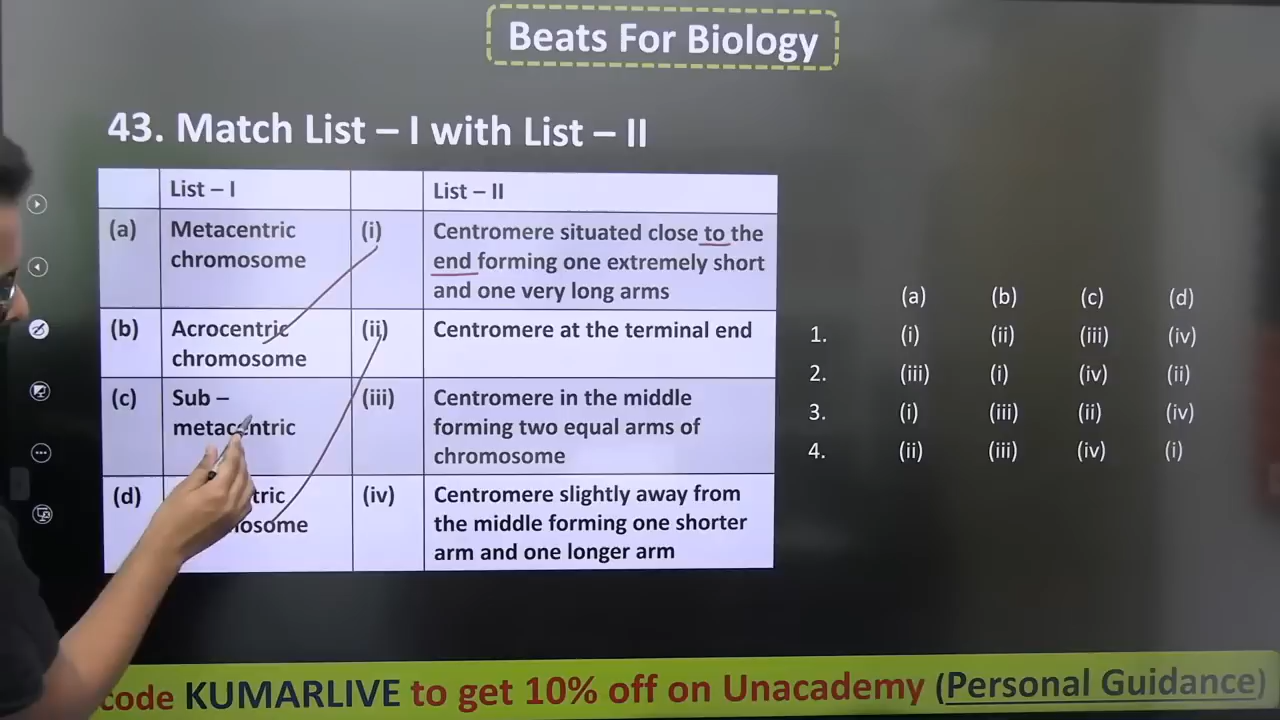 Beats For Biology
43. Match List – I with List – II
List – I
List – II
(a)
Metacentric
chromosome
(i)
Centromere situated close to the
end forming one extremely short
and one very long arms
(b)
Acrocentric
chromosome
(ii)
Centromere at the terminal end
(c)
Sub –
metacentric
(iii)
Centromere in the middle
forming two equal arms of
chromosome
(d)
(iv)
Centromere slightly away from
the middle forming one shorter
arm and one longer arm
(a) (b) (c) (d)
1. (i) (ii) (iii) (iv)
2. (iii) (i) (iv) (ii)
3. (i) (iii) (ii) (iv)
4. (ii) (iii) (iv) (i)
code KUMARLIVE to get 10% off on Unacademy (Personal Guidance)